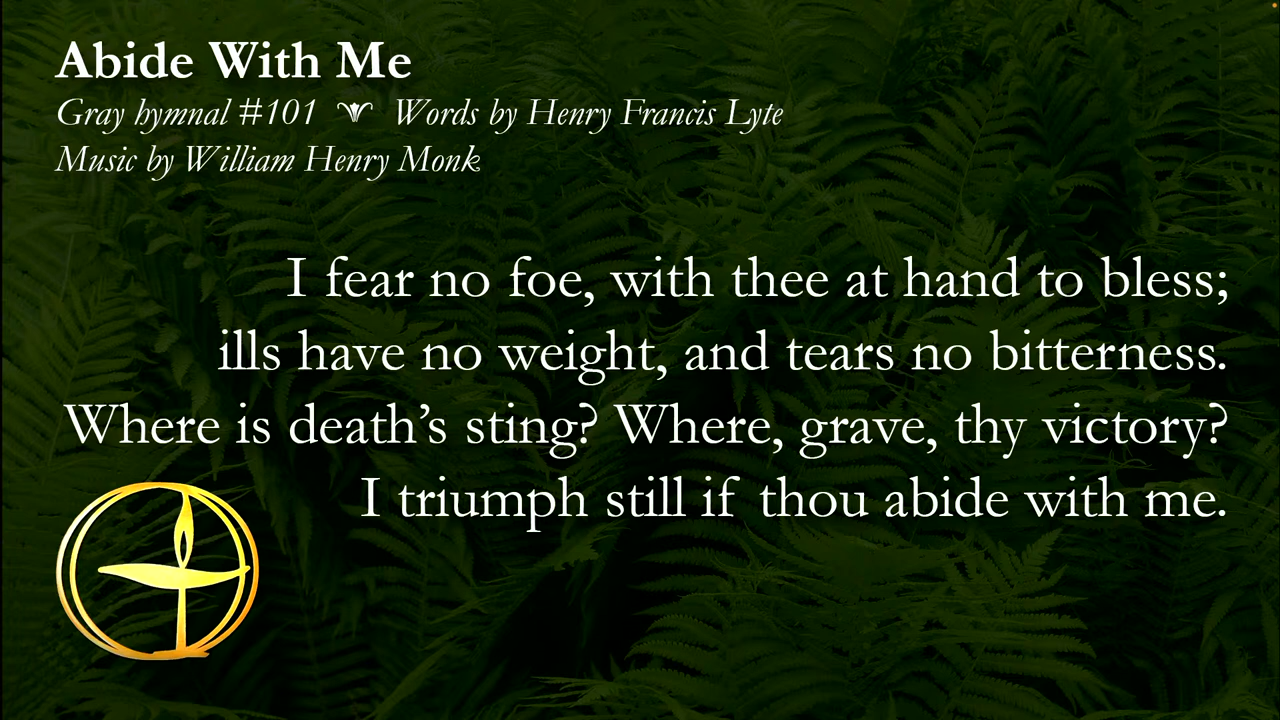 Abide With Me
Gray hymnal #101 Words by Henry Francis Lyte
Music by William Henry Monk
I fear no foe, with thee at hand to bless;
ills have no weight, and tears no bitterness.
Where is death’s sting? Where, grave, thy victory?
I triumph still if thou abide with me.